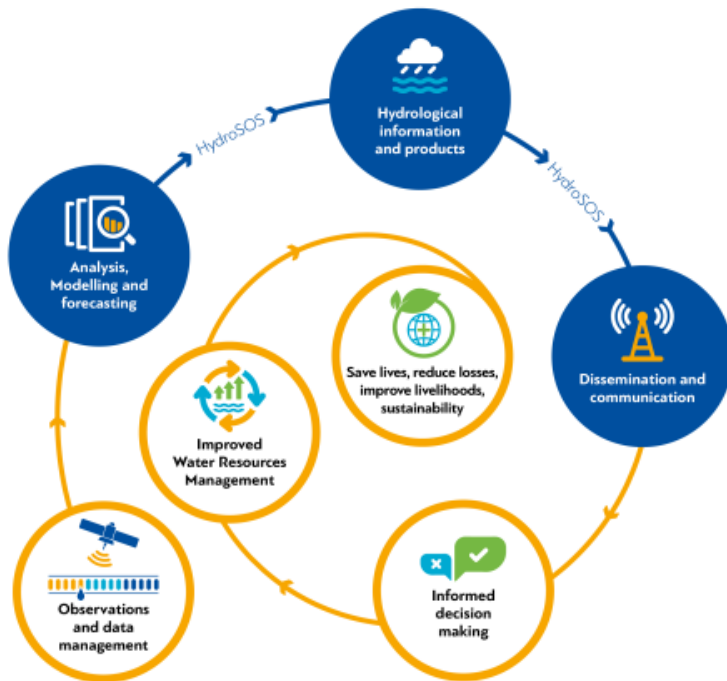 Hydrological
information
and products
HydroSOS
HydroSOS
Analysis,
Modelling and
forecasting
Save lives, reduce losses,
improve livelihoods,
sustainability
Dissemination and
communication
Improved
Water Resources
Management
Observations
and data
management
Informed
decision
making